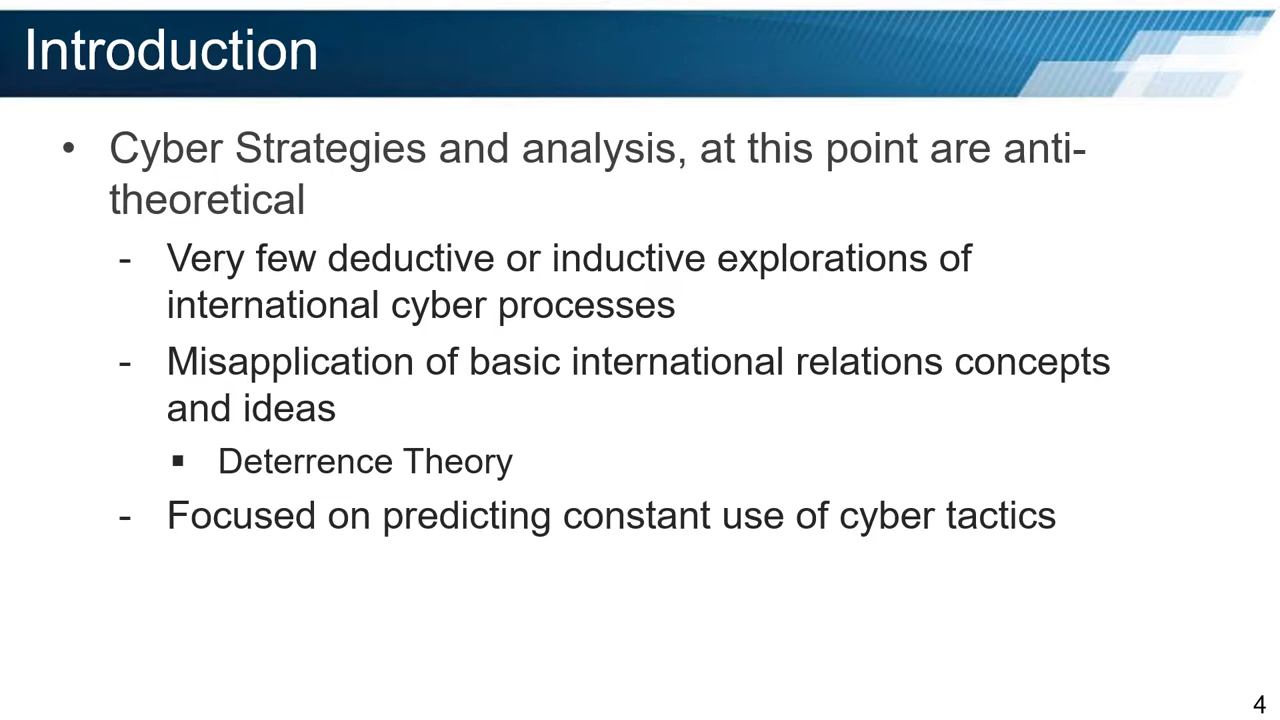 Introduction
• Cyber Strategies and analysis, at this point are anti-
theoretical
- Very few deductive or inductive explorations of
international cyber processes
- Misapplication of basic international relations concepts
and ideas
▪ Deterrence Theory
- Focused on predicting constant use of cyber tactics
4